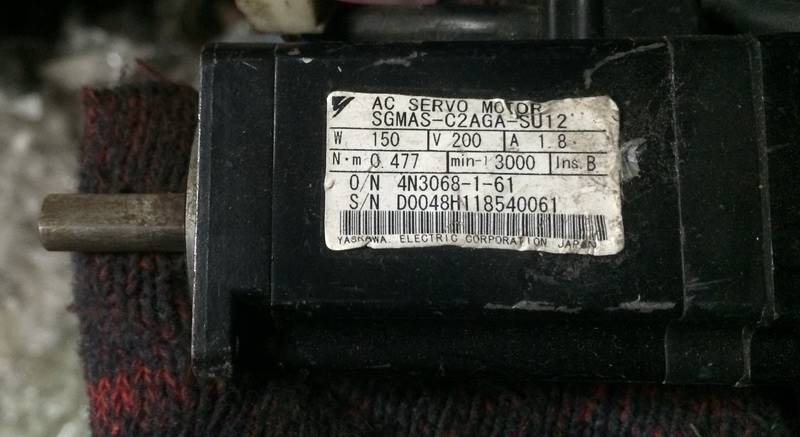 AC SERVO MOTOR
SGMAS-C2AGA-SU12
W 150 V 200 A 1.8
N·m 0.477 min-1 3000 Ins. B
O/N 4N3068-1-61
S/N D0048H118540061
YASKAWA ELECTRIC CORPORATION JAPAN